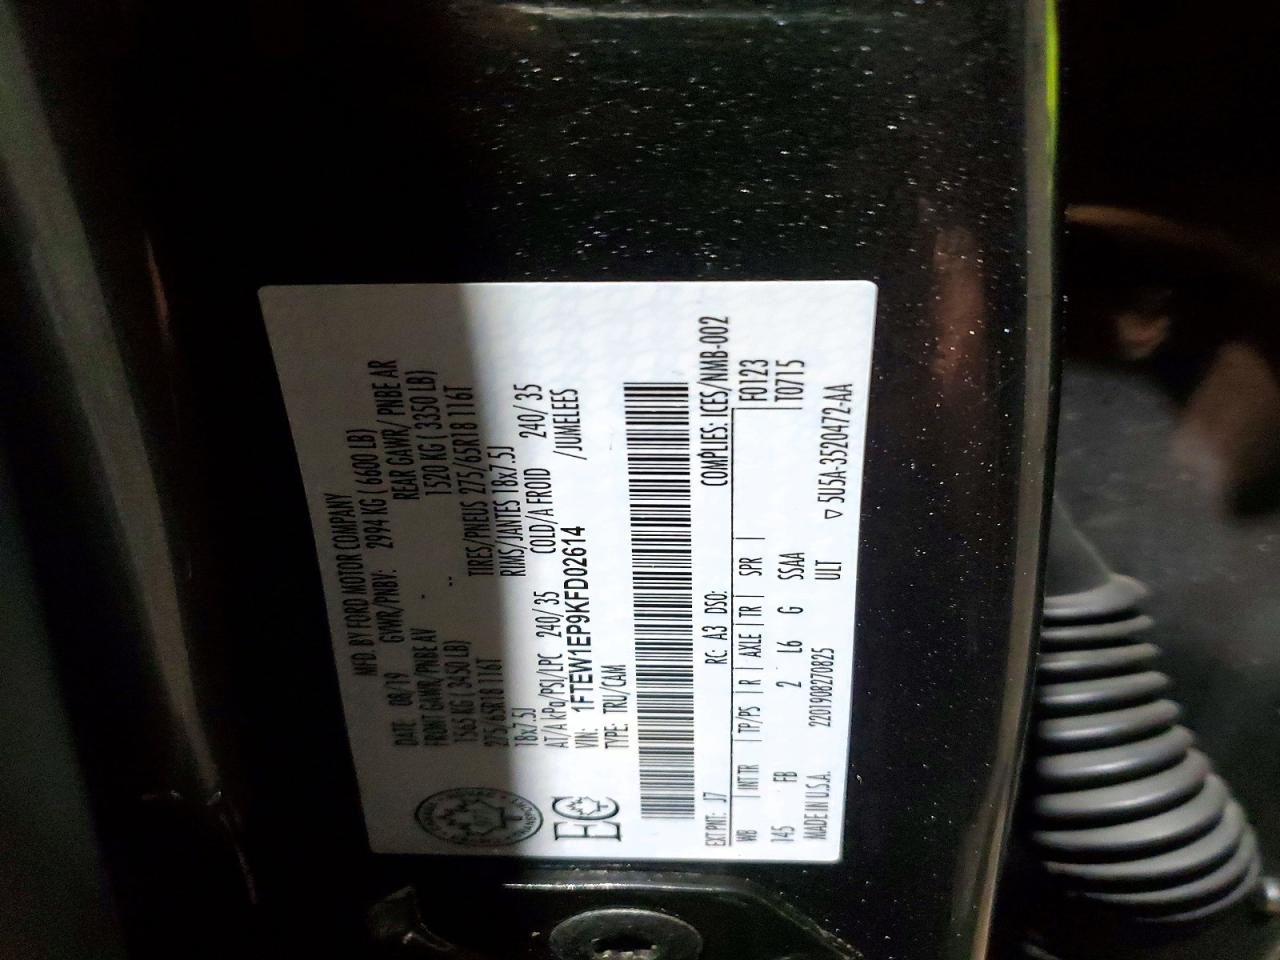 MFD. BY FORD MOTOR COMPANY
DATE: 08/19 GVWR/PNBV: 2994 KG ( 6600 LB)
FRONT GAWR/PNBE AV REAR GAWR/ PNBE AR
1565 KG ( 3450 LB) 1520 KG ( 3350 LB)
275/65R18 116T TIRES/PNEUS 275/65R18 116T
18x7.5J RIMS/JANTES 18x7.5J
AT/A kPa/PSI/LPC 240/ 35 COLD/A FROID 240/ 35
VIN: 1FTEW1EP9KFD02614 /JUMELEES
TYPE: TRU/CAM
EC
COMPLIES: ICES/NMB-002
EXT PNT: J7 RC: A3 DSO: F0123
WB INT TR TP/PS R AXLE TR SPR T0715
145 FB 2 L6 G SSAA
MADE IN U.S.A. 2201908270825 ULT ▽ 5U5A-3520472-AA